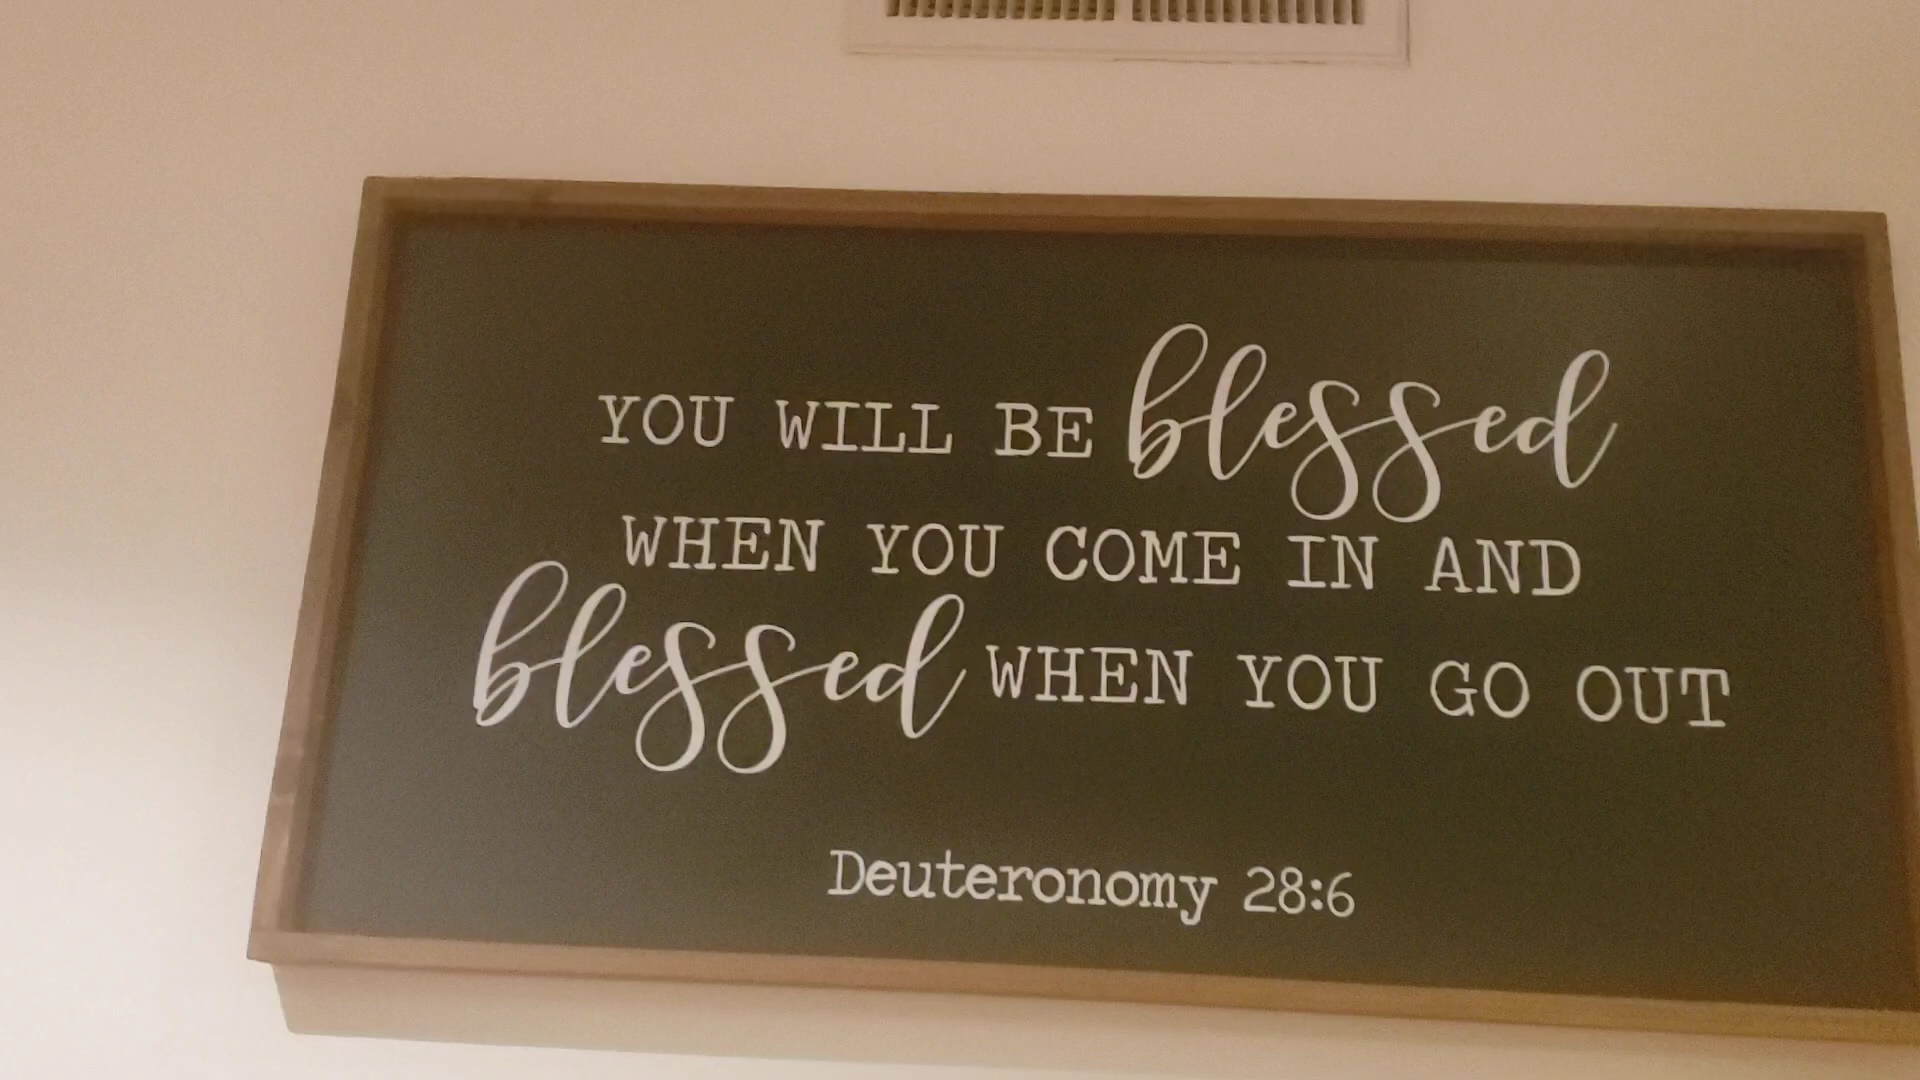 YOU WILL BE blessed
WHEN YOU COME IN AND
blessed WHEN YOU GO OUT
Deuteronomy 28:6